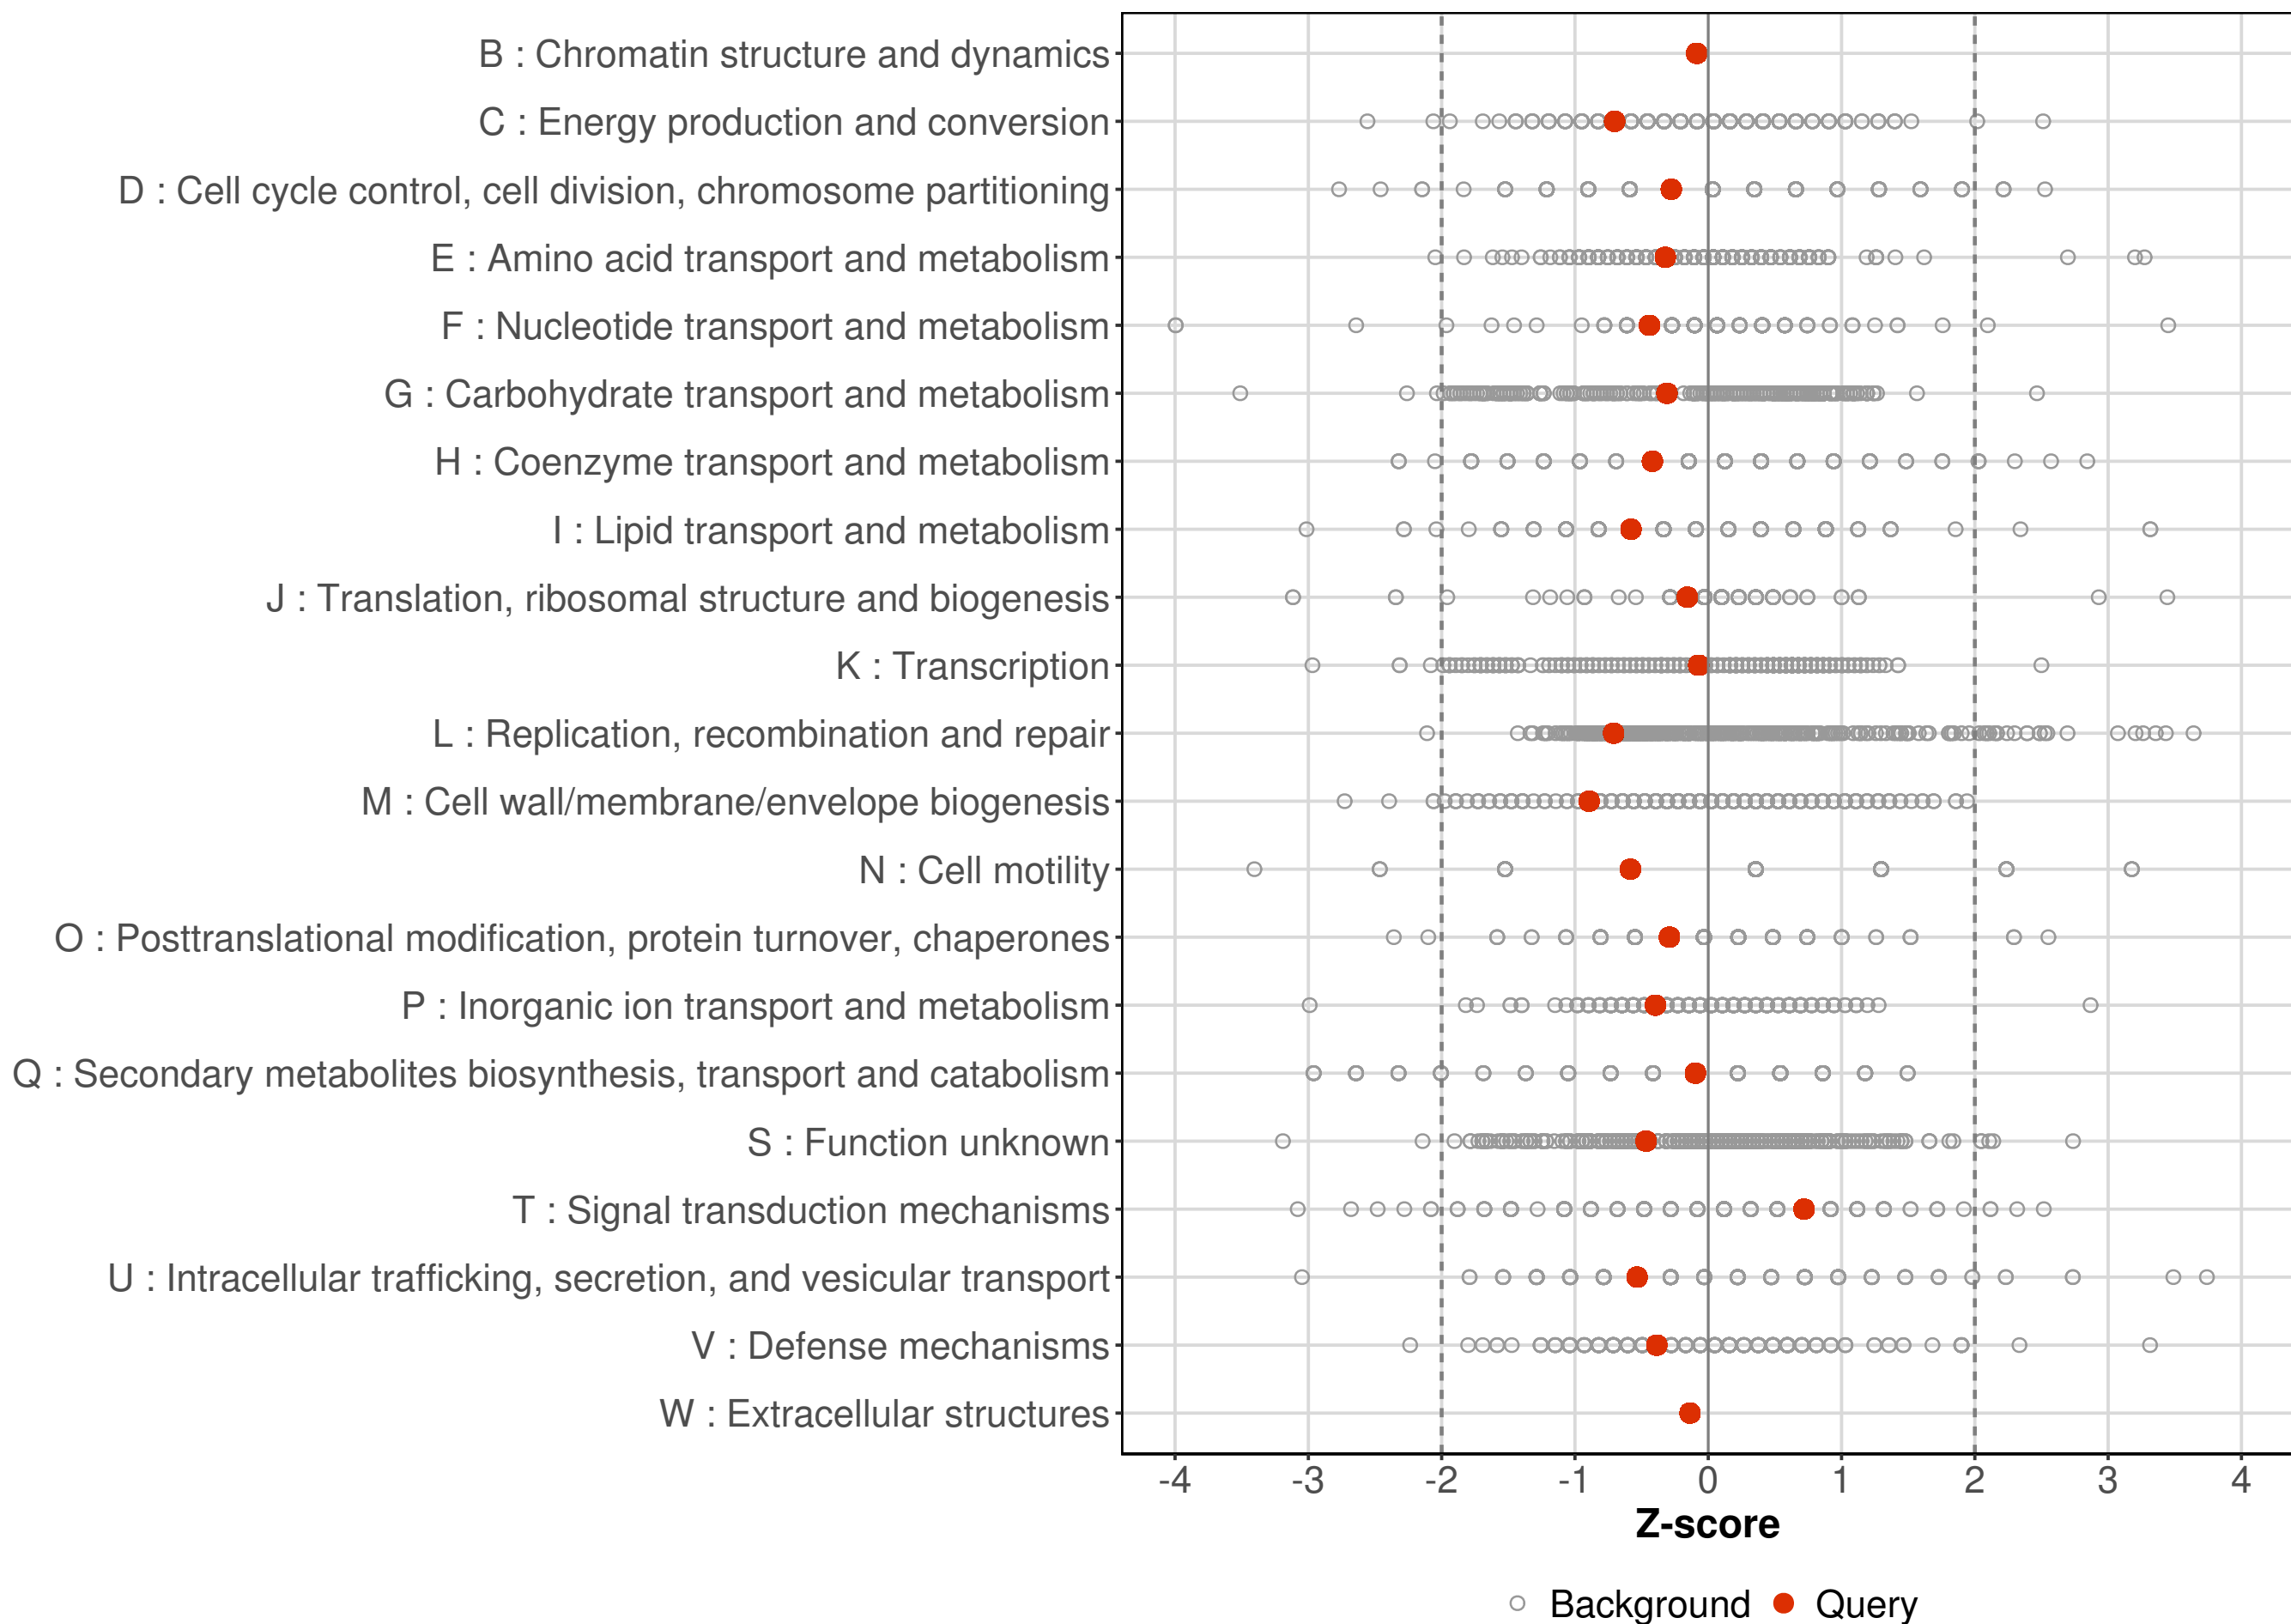 B : Chromatin structure and dynamics
C : Energy production and conversion
D : Cell cycle control, cell division, chromosome partitioning
E : Amino acid transport and metabolism
F : Nucleotide transport and metabolism
G : Carbohydrate transport and metabolism
H : Coenzyme transport and metabolism
I : Lipid transport and metabolism
J : Translation, ribosomal structure and biogenesis
K : Transcription
L : Replication, recombination and repair
M : Cell wall/membrane/envelope biogenesis
N : Cell motility
O : Posttranslational modification, protein turnover, chaperones
P : Inorganic ion transport and metabolism
Q : Secondary metabolites biosynthesis, transport and catabolism
S : Function unknown
T : Signal transduction mechanisms
U : Intracellular trafficking, secretion, and vesicular transport
V : Defense mechanisms
W : Extracellular structures
-4 -3 -2 -1 0 1 2 3 4
Z-score
Background Query